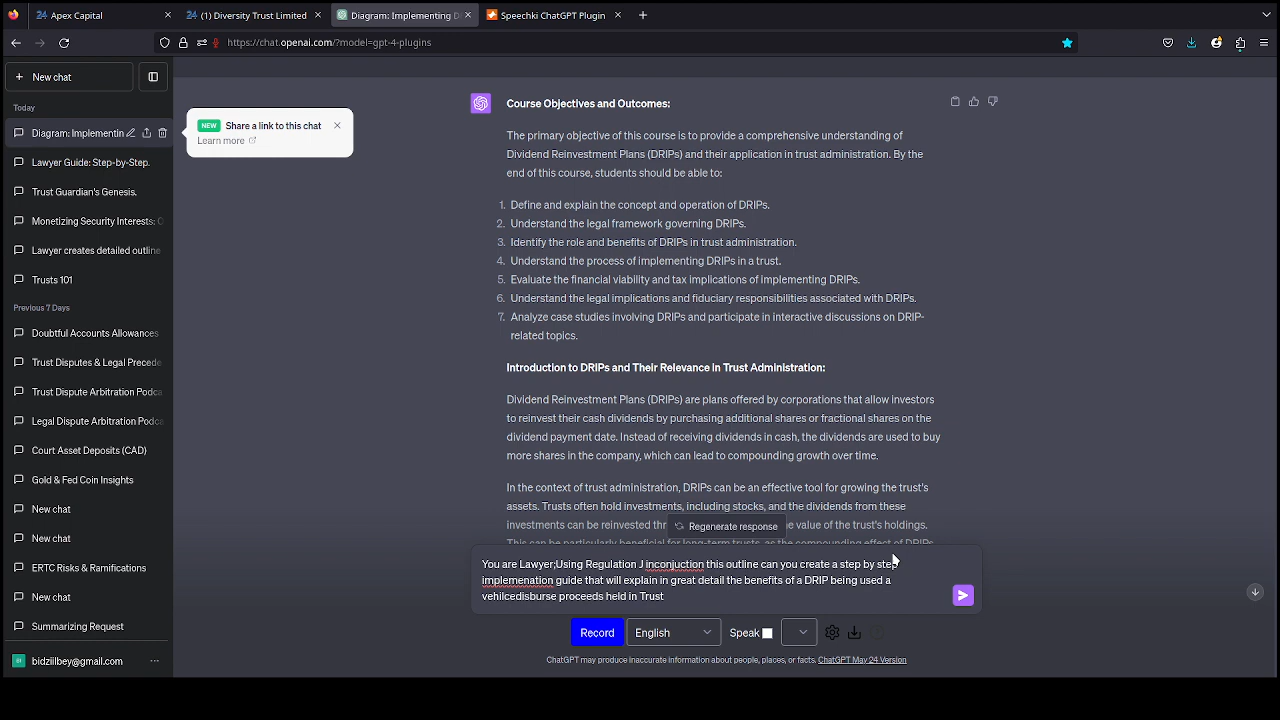 Apex Capital
(1) Diversity Trust Limited
Diagram: Implementing D
Speechki ChatGPT Plugin
https://chat.openai.com/?model=gpt-4-plugins
New chat
Today
Diagram: Implementin
Lawyer Guide: Step-by-Step.
Trust Guardian's Genesis.
Monetizing Security Interests: O
Lawyer creates detailed outline
Trusts 101
Previous 7 Days
Doubtful Accounts Allowances
Trust Disputes & Legal Precede
Trust Dispute Arbitration Podca
Legal Dispute Arbitration Podca
Court Asset Deposits (CAD)
Gold & Fed Coin Insights
New chat
New chat
ERTC Risks & Ramifications
New chat
Summarizing Request
bidziilbey@gmail.com
NEW Share a link to this chat
Learn more
Course Objectives and Outcomes:
The primary objective of this course is to provide a comprehensive understanding of
Dividend Reinvestment Plans (DRIPs) and their application in trust administration. By the
end of this course, students should be able to:
1. Define and explain the concept and operation of DRIPs.
2. Understand the legal framework governing DRIPs.
3. Identify the role and benefits of DRIPs in trust administration.
4. Understand the process of implementing DRIPs in a trust.
5. Evaluate the financial viability and tax implications of implementing DRIPs.
6. Understand the legal implications and fiduciary responsibilities associated with DRIPs.
7. Analyze case studies involving DRIPs and participate in interactive discussions on DRIP-
related topics.
Introduction to DRIPs and Their Relevance in Trust Administration:
Dividend Reinvestment Plans (DRIPs) are plans offered by corporations that allow investors
to reinvest their cash dividends by purchasing additional shares or fractional shares on the
dividend payment date. Instead of receiving dividends in cash, the dividends are used to buy
more shares in the company, which can lead to compounding growth over time.
In the context of trust administration, DRIPs can be an effective tool for growing the trust's
assets. Trusts often hold investments, including stocks, and the dividends from these
investments can be reinvested thr
Regenerate response
e value of the trust's holdings.
This can be particularly beneficial for long-term trusts, as the compounding effect of DRIPs
You are Lawyer;Using Regulation J inconjuction this outline can you create a step by step
implemenation guide that will explain in great detail the benefits of a DRIP being used a
vehilcedisburse proceeds held in Trust
Record
English
Speak
ChatGPT may produce inaccurate information about people, places, or facts. ChatGPT May 24 Version